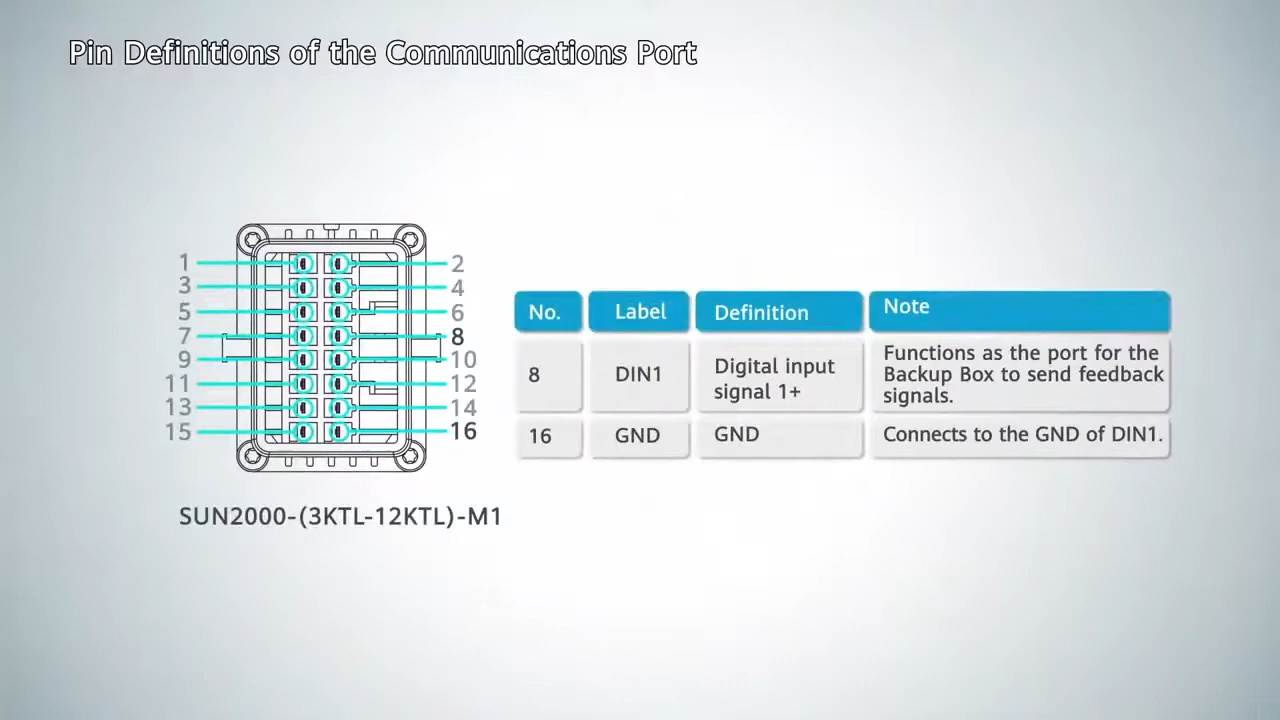 Pin Definitions of the Communications Port
1 2
3 4
5 6
7 8
9 10
11 12
13 14
15 16
SUN2000-(3KTL-12KTL)-M1
No. Label Definition Note
8 DIN1 Digital input signal 1+ Functions as the port for the
Backup Box to send feedback
signals.
16 GND GND Connects to the GND of DIN1.